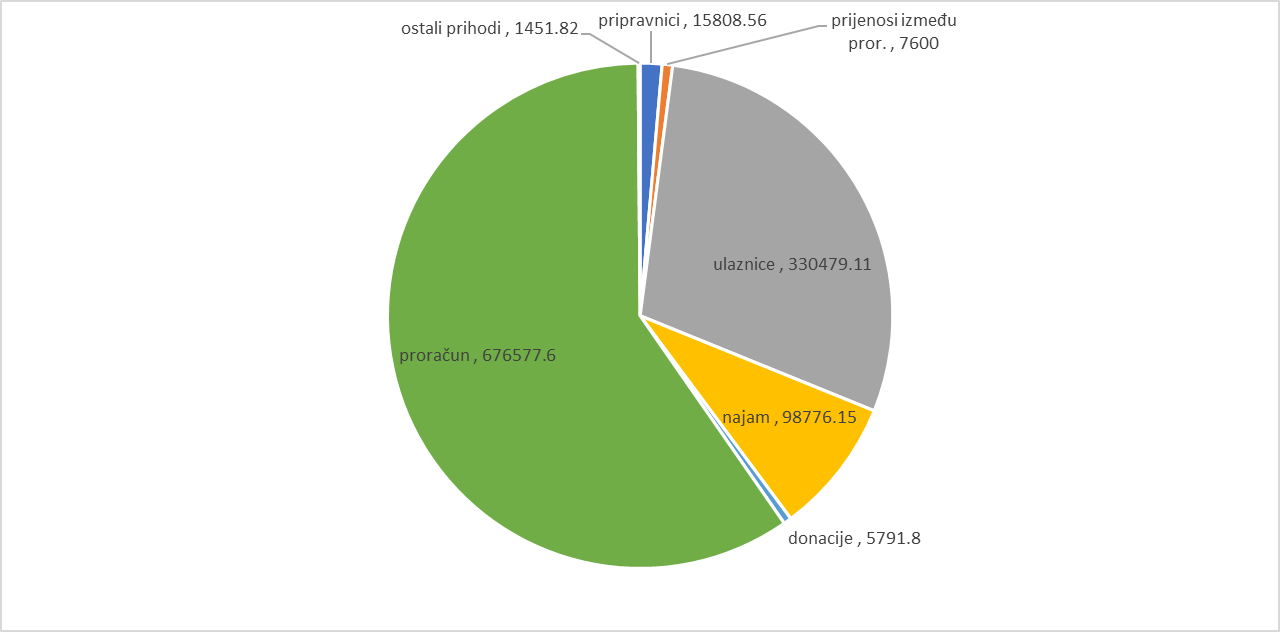 ostali prihodi , 1451.82
pripravnici , 15808.56
prijenosi između
pror. , 7600
ulaznice , 330479.11
proračun , 676577.6
najam , 98776.15
donacije , 5791.8